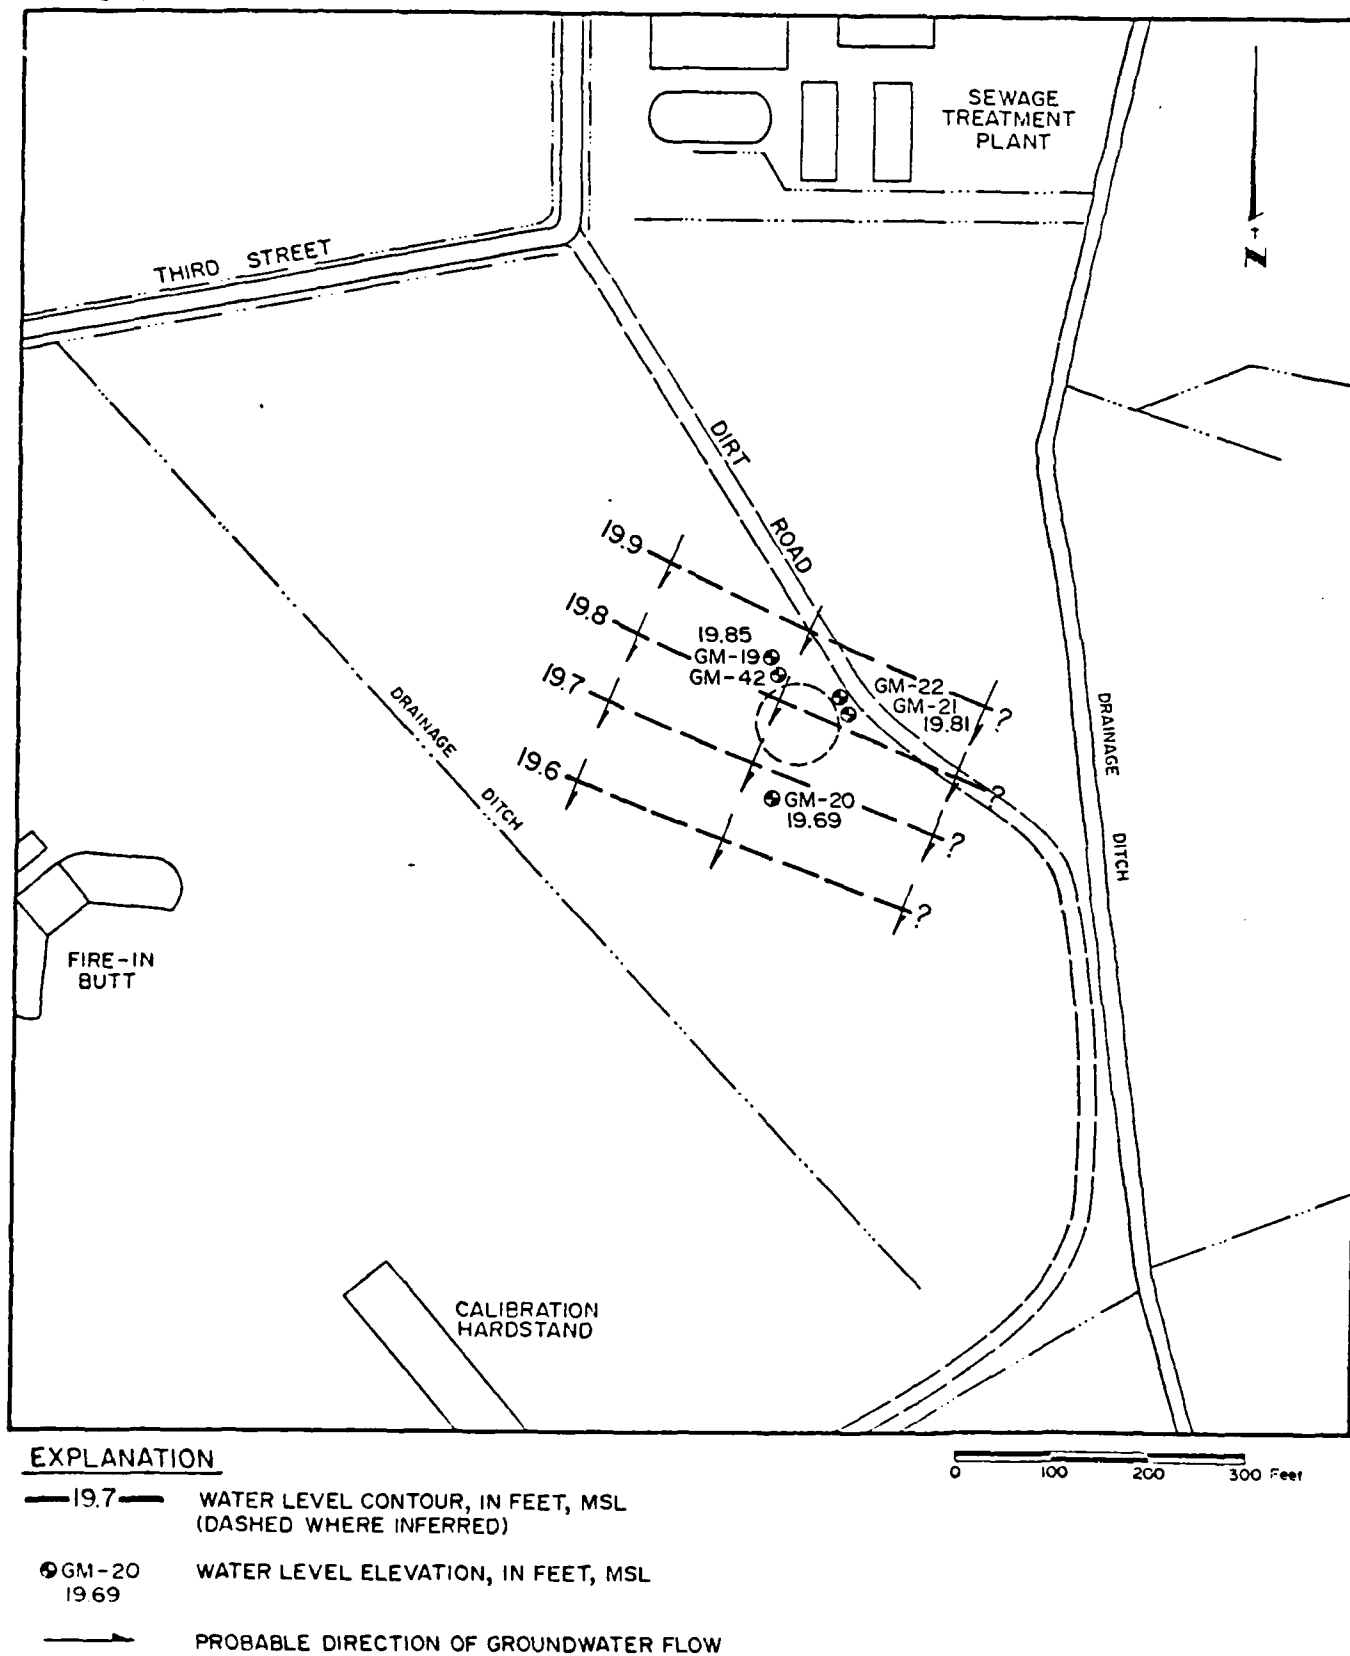 SEWAGE
TREATMENT
PLANT
N
THIRD STREET
DIRT ROAD
19.9
19.8
19.7
19.6
19.85
GM-19
GM-42
GM-22
GM-21
19.81
?
?
?
?
GM-20
19.69
DRAINAGE DITCH
DRAINAGE DITCH
FIRE-IN
BUTT
CALIBRATION
HARDSTAND
EXPLANATION
0 100 200 300 Feet
19.7 WATER LEVEL CONTOUR, IN FEET, MSL
(DASHED WHERE INFERRED)
GM-20 WATER LEVEL ELEVATION, IN FEET, MSL
19.69
PROBABLE DIRECTION OF GROUNDWATER FLOW